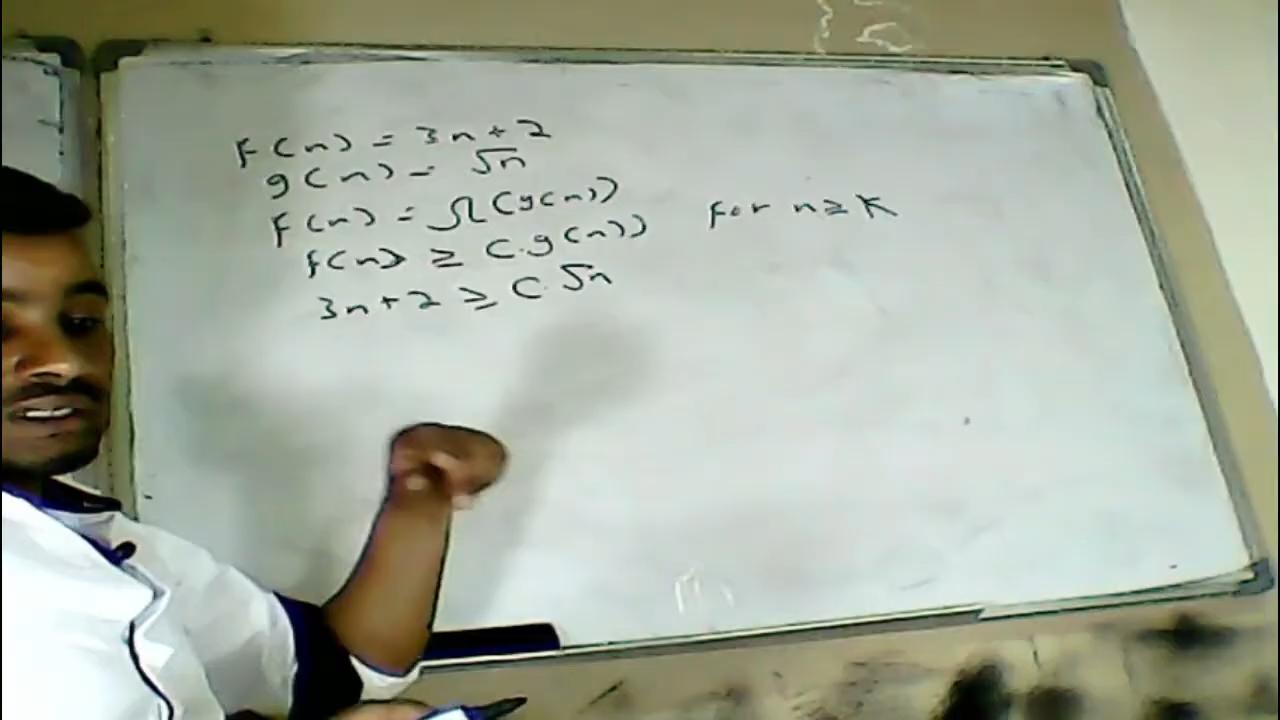 f(n) = 3n+2
g(n) = √n
f(n) = Ω(g(n))
f(n) ≥ C.g(n)) for n≥K
3n+2 ≥ C.√n